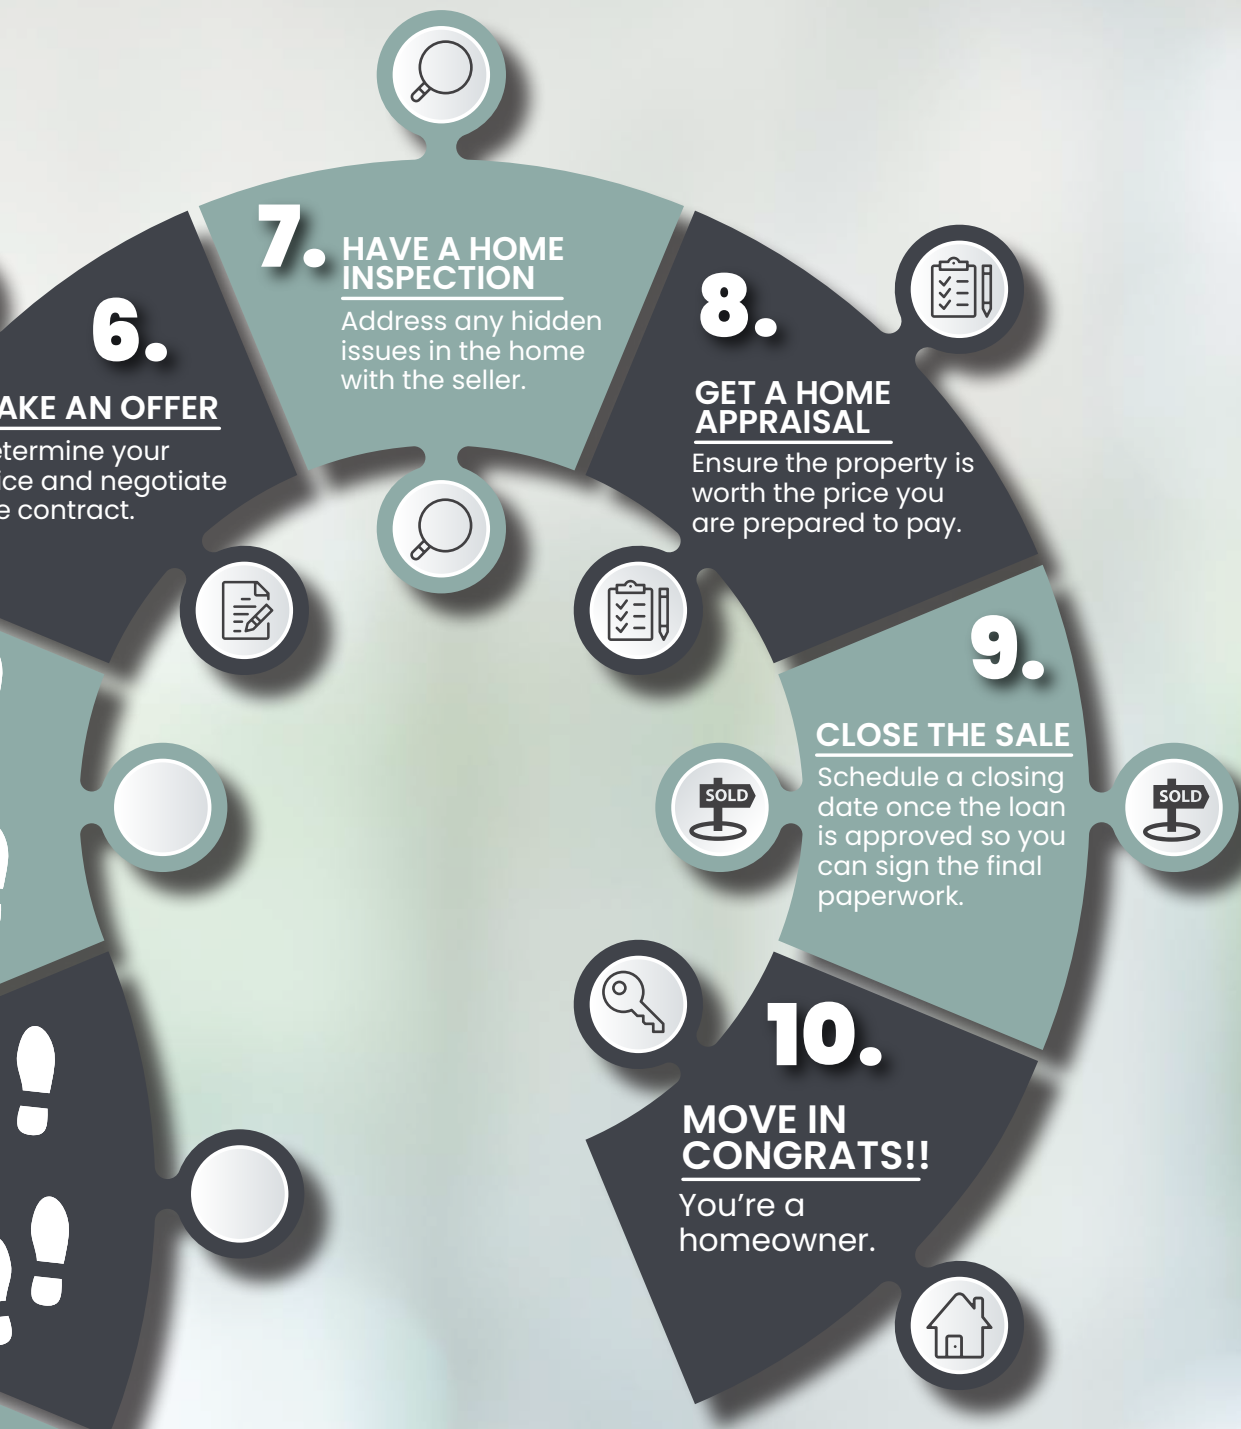 6.
AKE AN OFFER
etermine your
ice and negotiate
e contract.
7.
HAVE A HOME
INSPECTION
Address any hidden
issues in the home
with the seller.
8.
GET A HOME
APPRAISAL
Ensure the property is
worth the price you
are prepared to pay.
9.
CLOSE THE SALE
Schedule a closing
date once the loan
is approved so you
can sign the final
paperwork.
SOLD
SOLD
10.
MOVE IN
CONGRATS!!
You're a
homeowner.